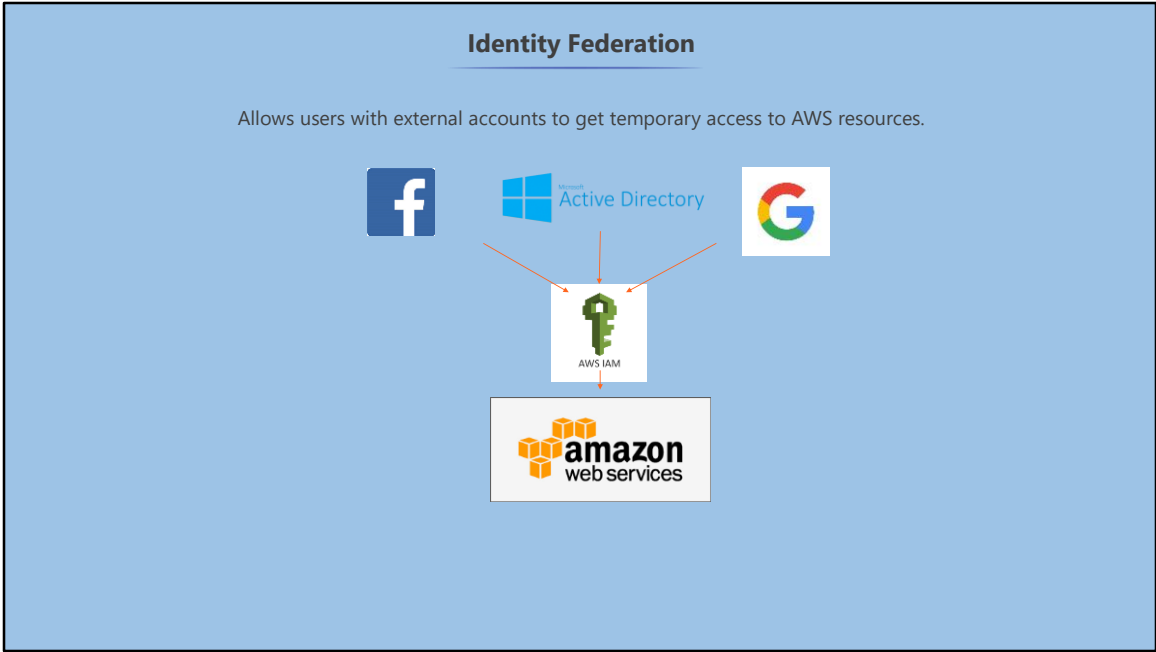 Identity Federation
Allows users with external accounts to get temporary access to AWS resources.
Microsoft
Active Directory
AWS IAM
amazon
web services